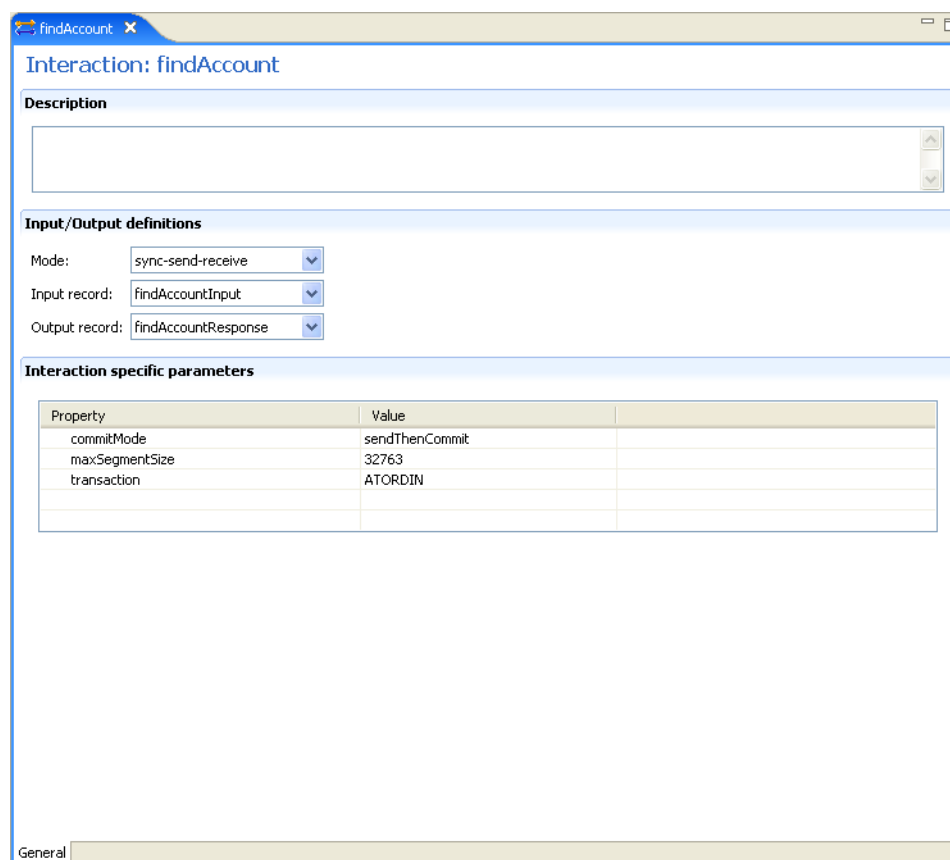 findAccount
Interaction: findAccount
Description
Input/Output definitions
Mode: sync-send-receive
Input record: findAccountInput
Output record: findAccountResponse
Interaction specific parameters
Property Value
commitMode sendThenCommit
maxSegmentSize 32763
transaction ATORDIN
General